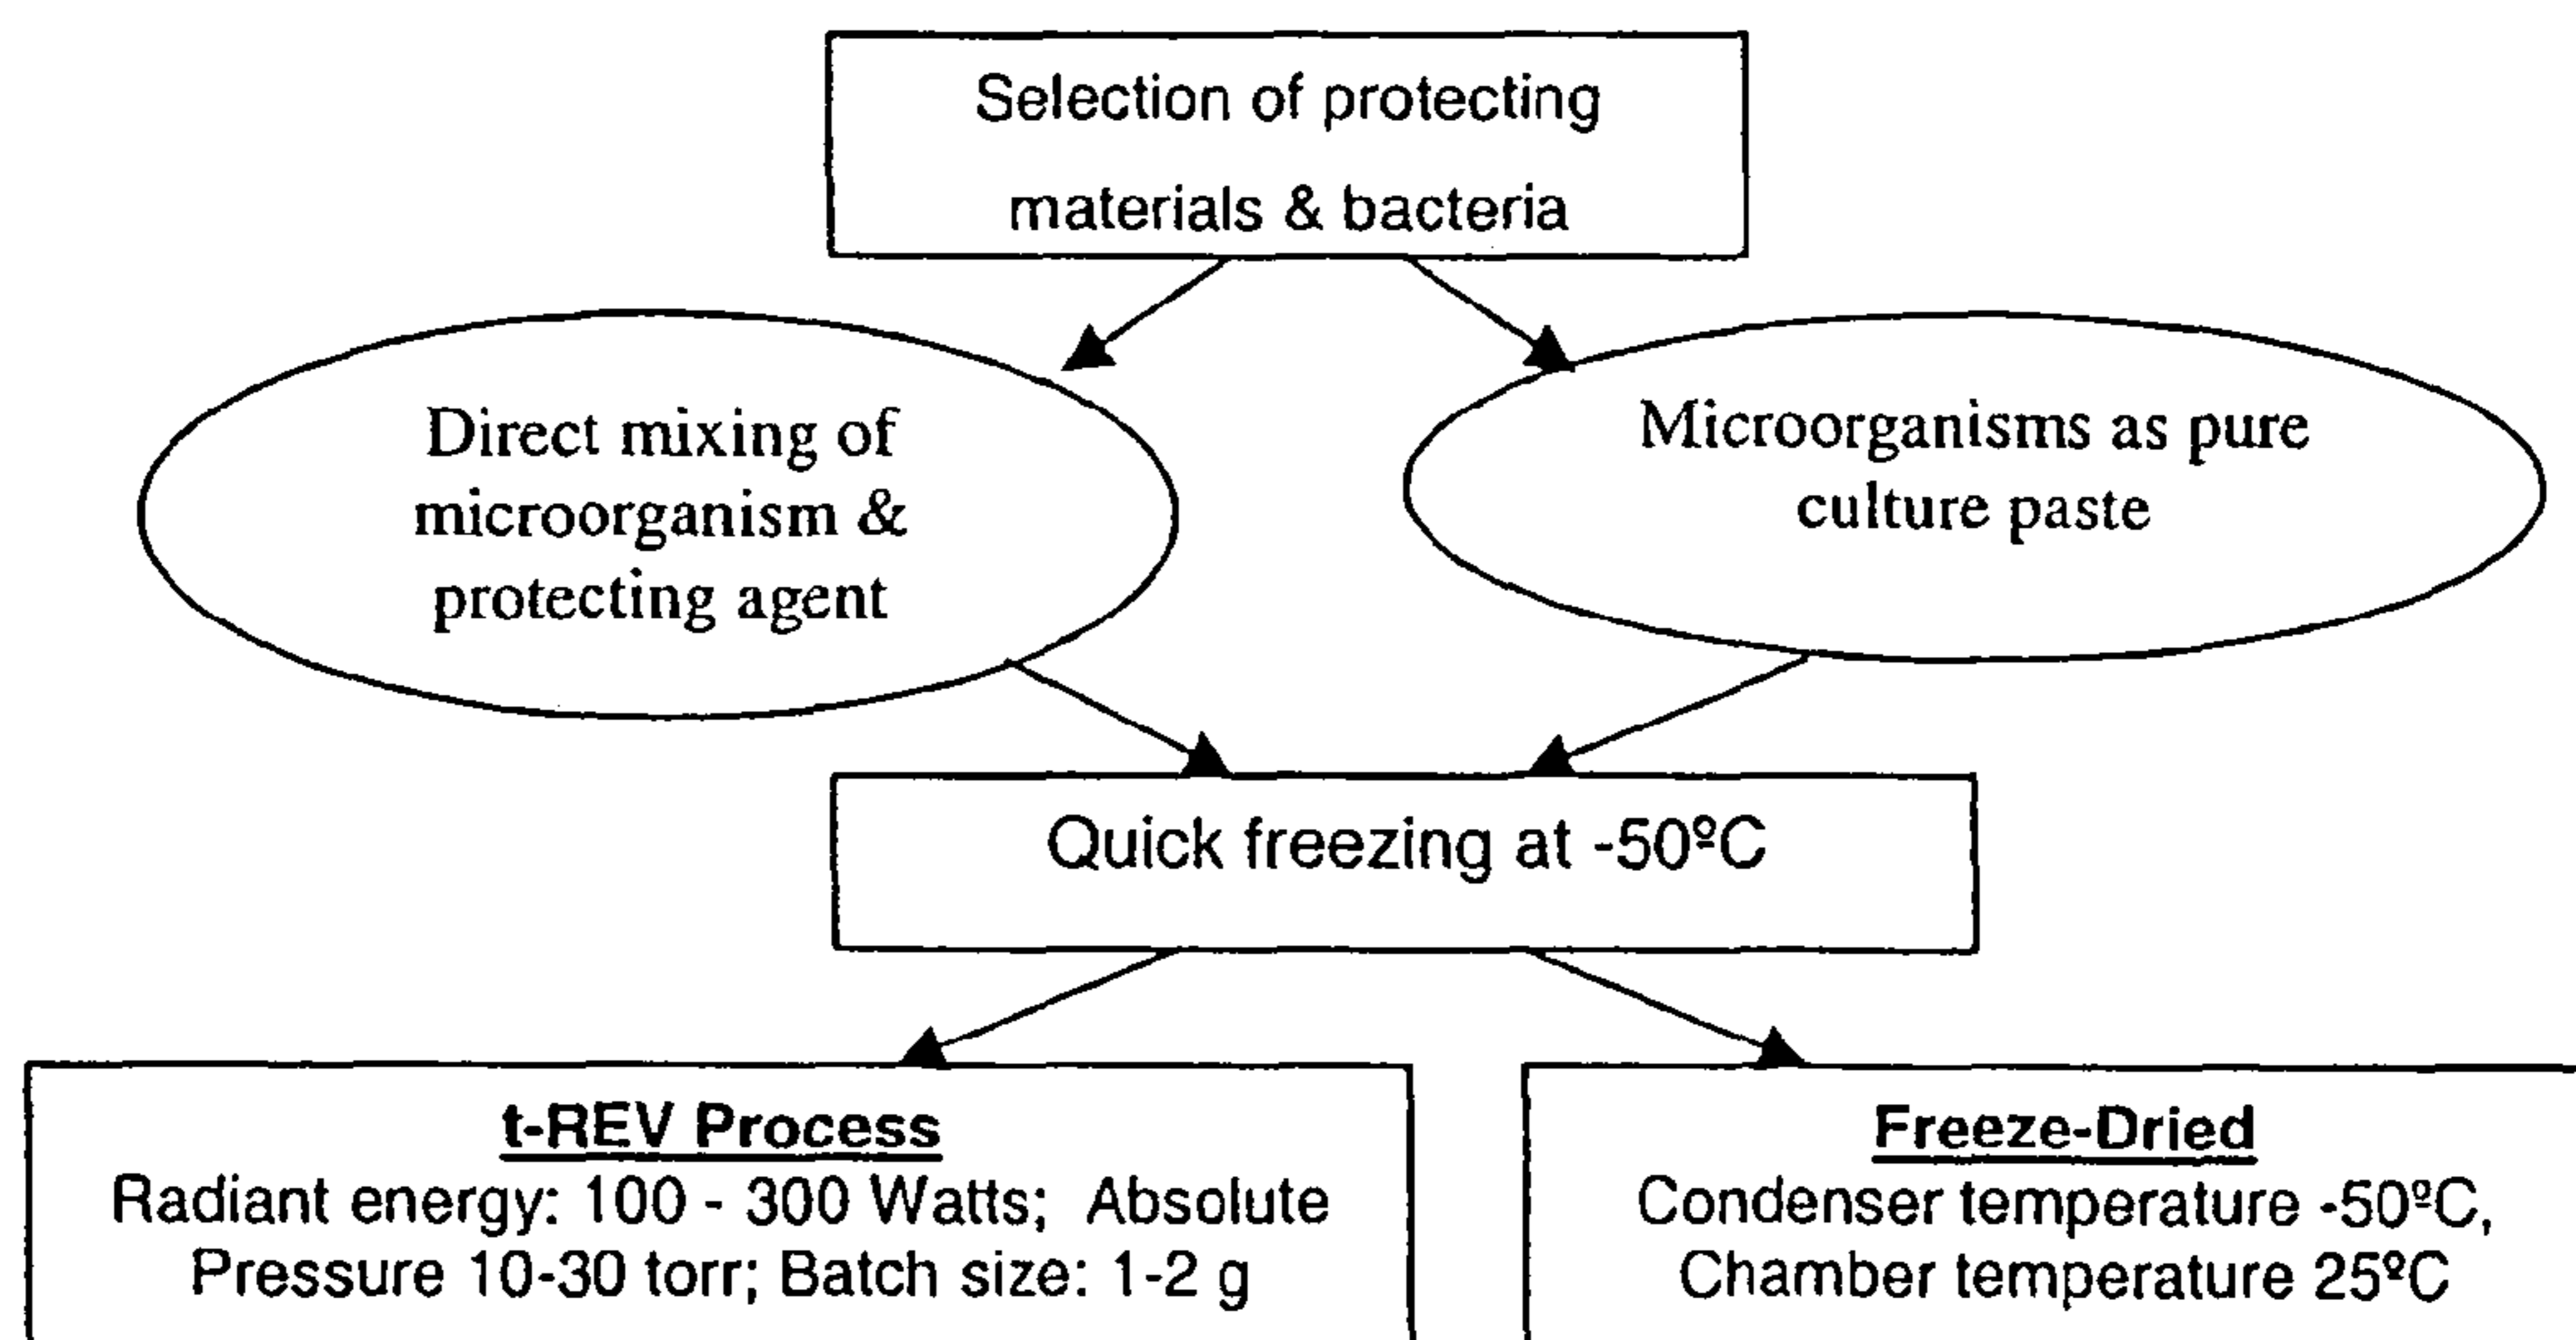 Selection of protecting
materials & bacteria
Direct mixing of
microorganism &
protecting agent
Microorganisms as pure
culture paste
Quick freezing at -50ºC
t-REV Process
Radiant energy: 100 - 300 Watts; Absolute
Pressure 10-30 torr; Batch size: 1-2 g
Freeze-Dried
Condenser temperature -50ºC,
Chamber temperature 25ºC